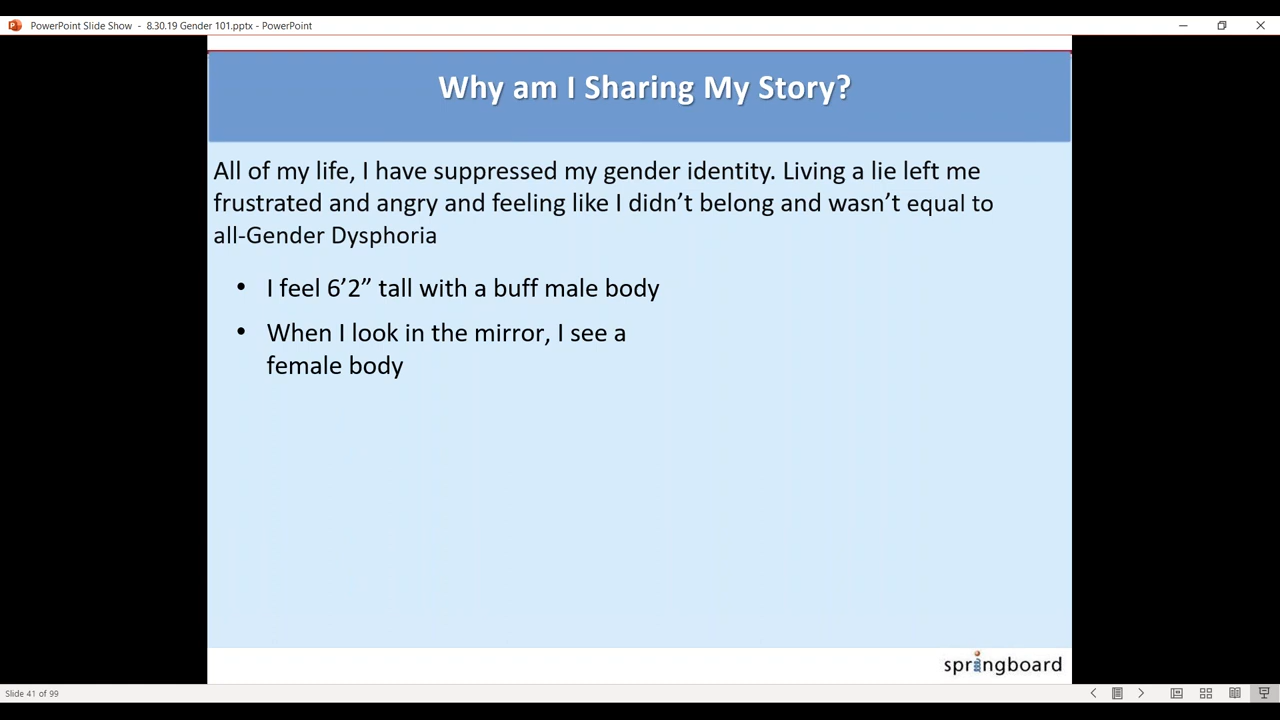 PowerPoint Slide Show - 8.30.19 Gender 101.pptx - PowerPoint
Why am I Sharing My Story?
All of my life, I have suppressed my gender identity. Living a lie left me
frustrated and angry and feeling like I didn’t belong and wasn’t equal to
all-Gender Dysphoria
• I feel 6’2” tall with a buff male body
• When I look in the mirror, I see a
female body
springboard
Slide 41 of 99